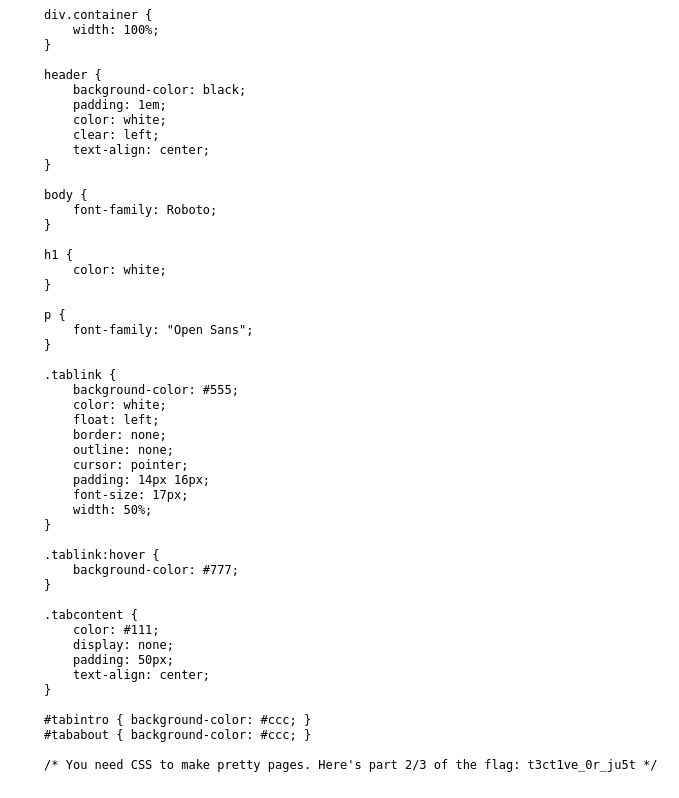 div.container {
    width: 100%;
}

header {
    background-color: black;
    padding: 1em;
    color: white;
    clear: left;
    text-align: center;
}

body {
    font-family: Roboto;
}

h1 {
    color: white;
}

p {
    font-family: "Open Sans";
}

.tablink {
    background-color: #555;
    color: white;
    float: left;
    border: none;
    outline: none;
    cursor: pointer;
    padding: 14px 16px;
    font-size: 17px;
    width: 50%;
}

.tablink:hover {
    background-color: #777;
}

.tabcontent {
    color: #111;
    display: none;
    padding: 50px;
    text-align: center;
}

#tabintro { background-color: #ccc; }
#tababout { background-color: #ccc; }

/* You need CSS to make pretty pages. Here's part 2/3 of the flag: t3ct1ve_0r_ju5t */